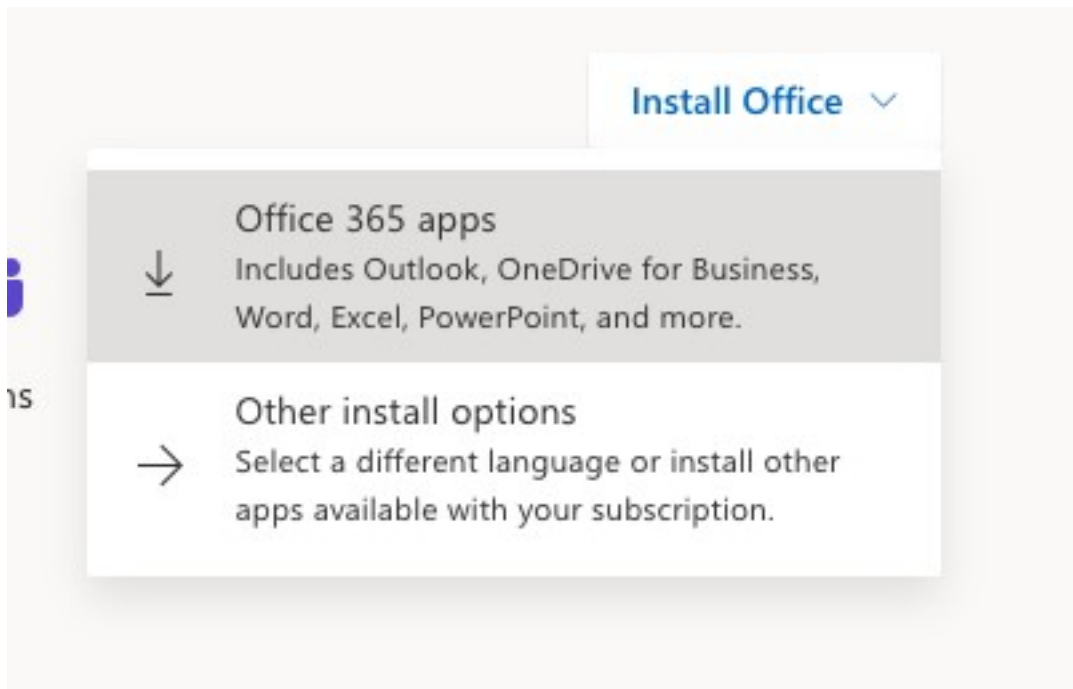 Install Office
Office 365 apps
Includes Outlook, OneDrive for Business,
Word, Excel, PowerPoint, and more.
Other install options
Select a different language or install other
apps available with your subscription.